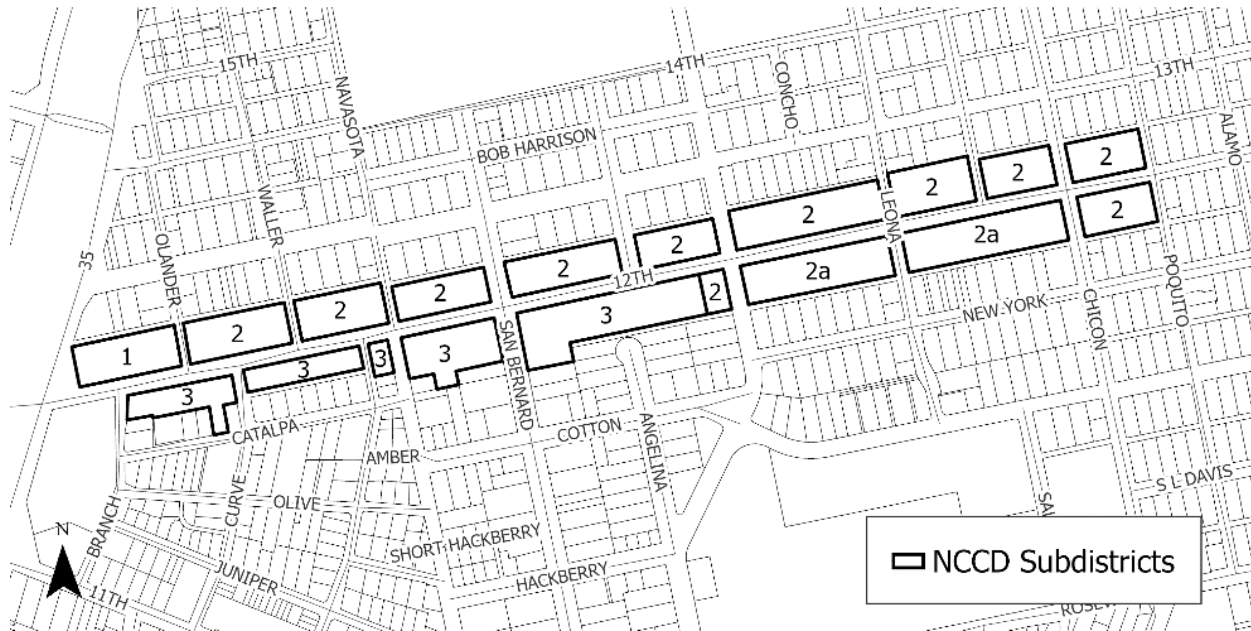 15TH
14TH
13TH
NAVASOTA
CONCHO
ALAMO
BOB HARRISON
WALLER
35
OLANDER
LEONA
2
2
2
2
2
2
2
2
2
1
2a
2a
2
2
12TH
3
3
3
3
3
POQUITO
NEW YORK
CHICON
SAN BERNARD
CATALPA
COTTON
ANGELINA
AMBER
CURVE
OLIVE
BRANCH
S L DAVIS
SHORT HACKBERRY
JUNIPER
HACKBERRY
11TH
N
NCCD Subdistricts